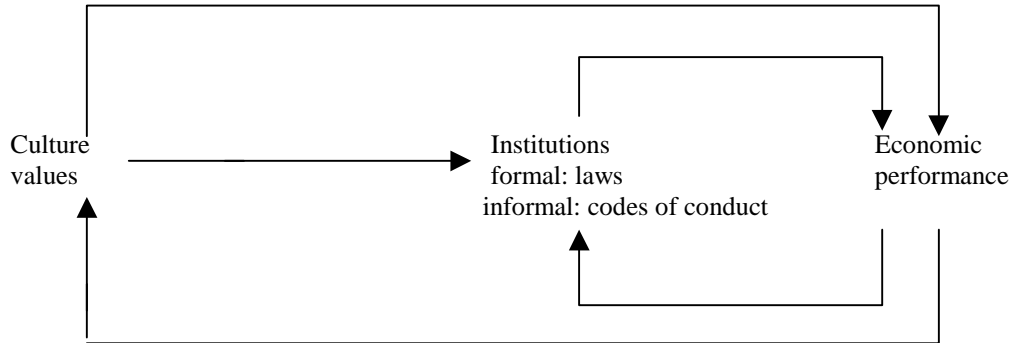 Culture
values
Institutions
formal: laws
informal: codes of conduct
Economic
performance